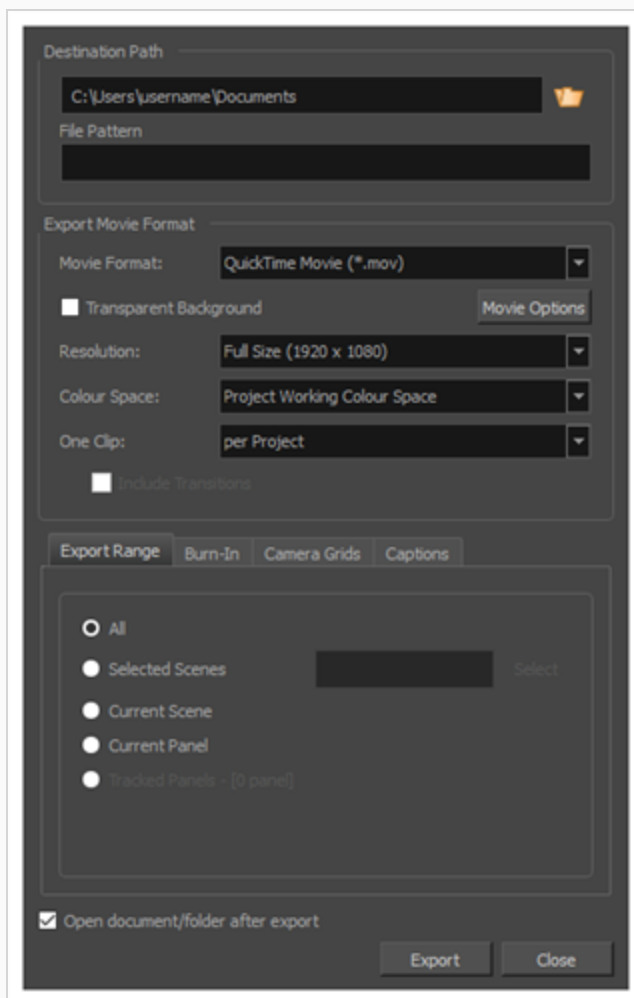 Destination Path
C:\Users\username\Documents
File Pattern
Export Movie Format
Movie Format: QuickTime Movie (*.mov)
Transparent Background Movie Options
Resolution: Full Size (1920 x 1080)
Colour Space: Project Working Colour Space
One Clip: per Project
Include Transitions
Export Range Burn-In Camera Grids Captions
All
Selected Scenes Select
Current Scene
Current Panel
Tracked Panels - [0 panel]
Open document/folder after export
Export Close